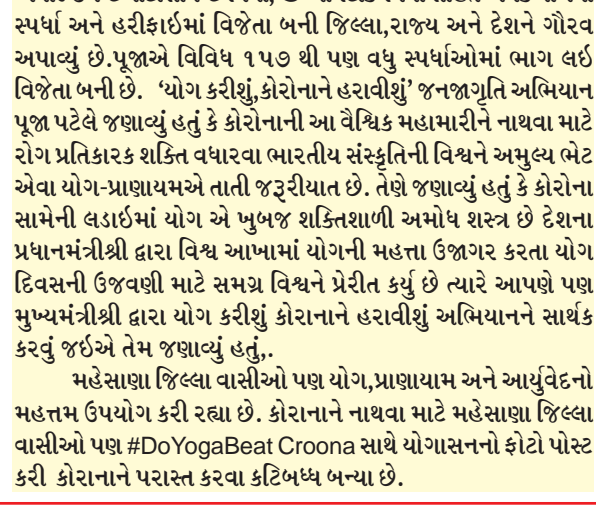 સ્પર્ધા અને હરીફાઇમાં વિજેતા બની જિલ્લા,રાજ્ય અને દેશને ગૌરવ
અપાવ્યું છે.પૂજાએ વિવિધ ૧૫૭ થી પણ વધુ સ્પર્ધાઓમાં ભાગ લઇ
વિજેતા બની છે. ‘યોગ કરીશું,કોરોનાને હરાવીશું’ જનજાગૃતિ અભિયાન
પૂજા પટેલે જણાવ્યું હતું કે કોરોનાની આ વૈશ્વિક મહામારીને નાથવા માટે
રોગ પ્રતિકારક શક્તિ વધારવા ભારતીય સંસ્કૃતિની વિશ્વને અમુલ્ય ભેટ
એવા યોગ-પ્રાણાયમએ તાતી જરૂરીયાત છે. તેણે જણાવ્યું હતું કે કોરોના
સામેની લડાઇમાં યોગ એ ખુબજ શક્તિશાળી અમોધ શસ્ત્ર છે દેશના
પ્રધાનમંત્રીશ્રી દ્વારા વિશ્વ આખામાં યોગની મહત્તા ઉજાગર કરતા યોગ
દિવસની ઉજવણી માટે સમગ્ર વિશ્વને પ્રેરીત કર્યુ છે ત્યારે આપણે પણ
મુખ્યમંત્રીશ્રી દ્વારા યોગ કરીશું કોરાનાને હરાવીશું અભિયાનને સાર્થક
કરવું જઇએ તેમ જણાવ્યું હતું,.
મહેસાણા જિલ્લા વાસીઓ પણ યોગ,પ્રાણાયામ અને આર્યુવેદનો
મહત્તમ ઉપયોગ કરી રહ્યા છે. કોરાનાને નાથવા માટે મહેસાણા જિલ્લા
વાસીઓ પણ #DoYogaBeat Croona સાથે યોગાસનનો ફોટો પોસ્ટ
કરી કોરાનાને પરાસ્ત કરવા કટિબધ્ધ બન્યા છે.